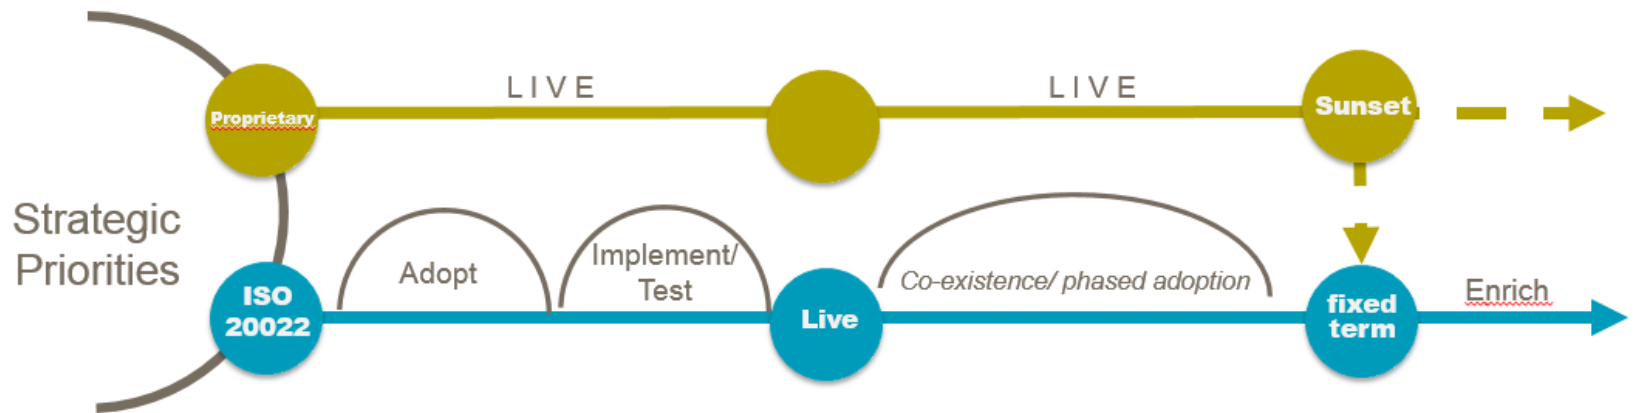 LIVE
LIVE
Proprietary
Sunset
Strategic
Priorities
Adopt
Implement/
Test
Co-existence/ phased adoption
ISO
20022
Live
fixed
term
Enrich